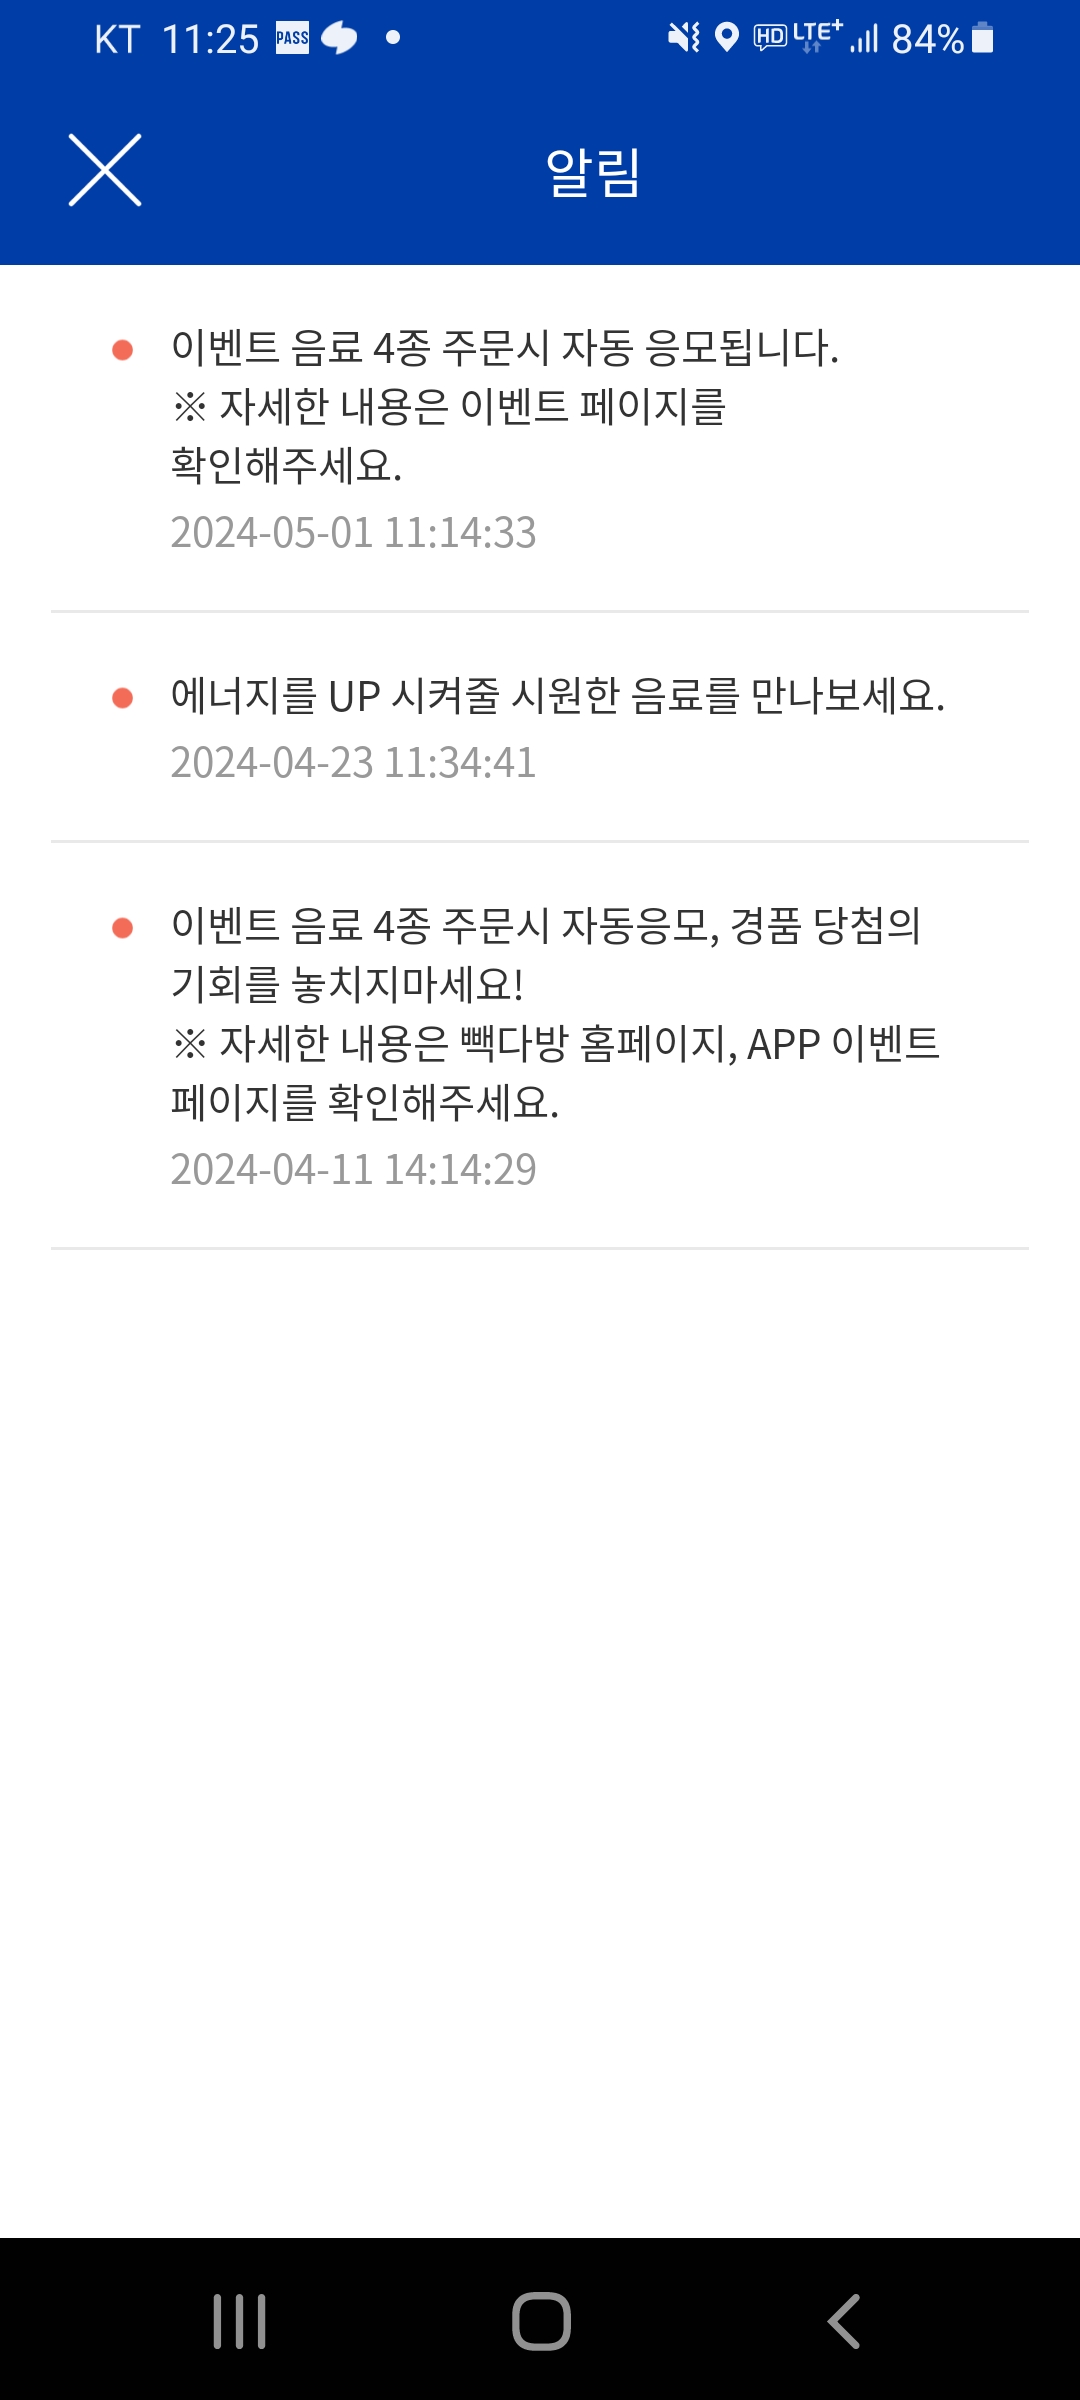 KT 11:25 PASS HD LTE+ 84%
알림
이벤트 음료 4종 주문시 자동 응모됩니다.
※ 자세한 내용은 이벤트 페이지를
확인해주세요.
2024-05-01 11:14:33
에너지를 UP 시켜줄 시원한 음료를 만나보세요.
2024-04-23 11:34:41
이벤트 음료 4종 주문시 자동응모, 경품 당첨의
기회를 놓치지마세요!
※ 자세한 내용은 빽다방 홈페이지, APP 이벤트
페이지를 확인해주세요.
2024-04-11 14:14:29